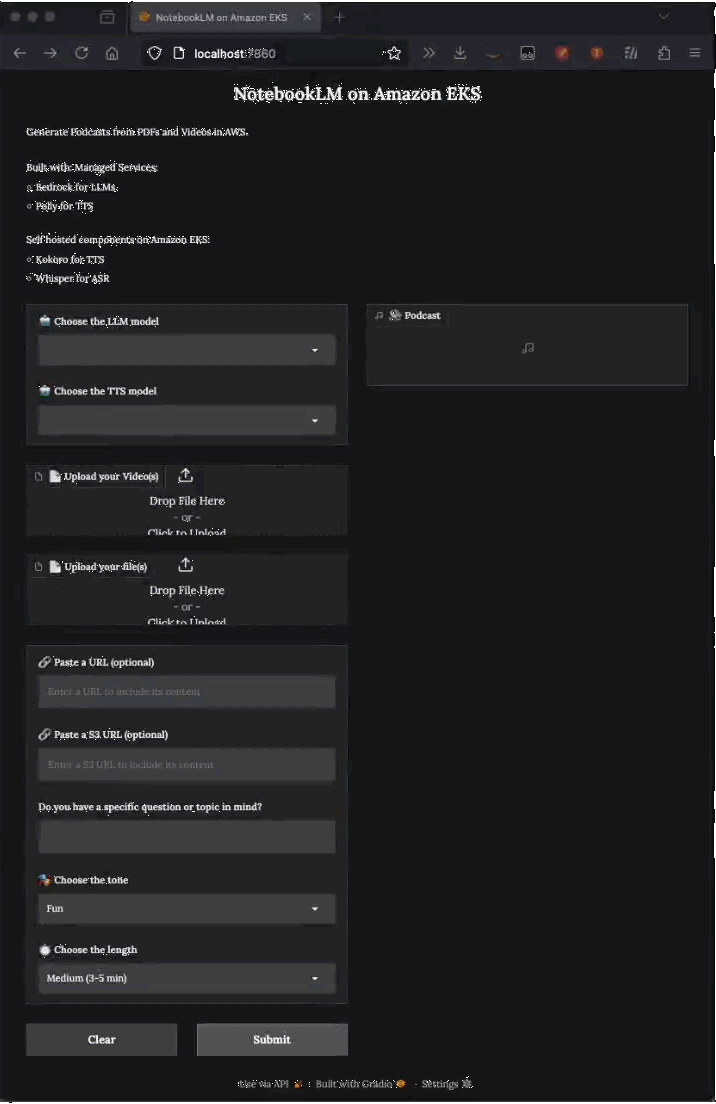 NotebookLM on Amazon EKS
localhost:7860
NotebookLM on Amazon EKS
Generate Podcasts from PDFs and Videos in AWS.
Built with Managed Services:
○ Bedrock for LLMs
○ Polly for TTS
Self hosted components on Amazon EKS:
○ Kokoro for TTS
○ Whisper for ASR
Choose the LLM model
Podcast
Choose the TTS model
Upload your Video(s)
Drop File Here
- or -
Click to Upload
Upload your file(s)
Drop File Here
- or -
Click to Upload
Paste a URL (optional)
Enter a URL to include its content
Paste a S3 URL (optional)
Enter a S3 URL to include its content
Do you have a specific question or topic in mind?
Choose the tone
Fun
Choose the length
Medium (3-5 min)
Clear Submit
Use via API · Built with Gradio · Settings